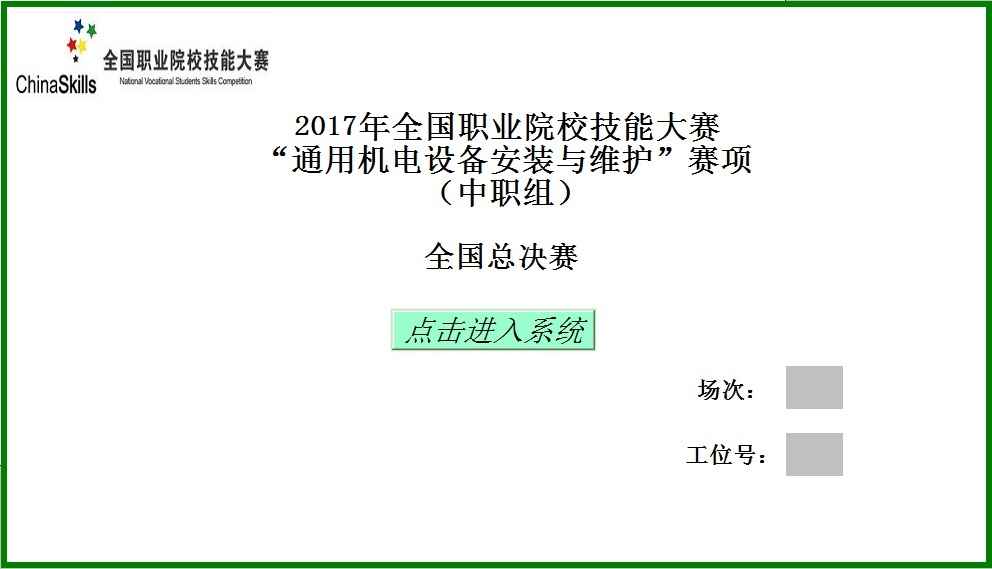 全国职业院校技能大赛
National Vocational Students Skills Competition
ChinaSkills
2017年全国职业院校技能大赛
“通用机电设备安装与维护”赛项
（中职组）
全国总决赛
点击进入系统
场次：
工位号：